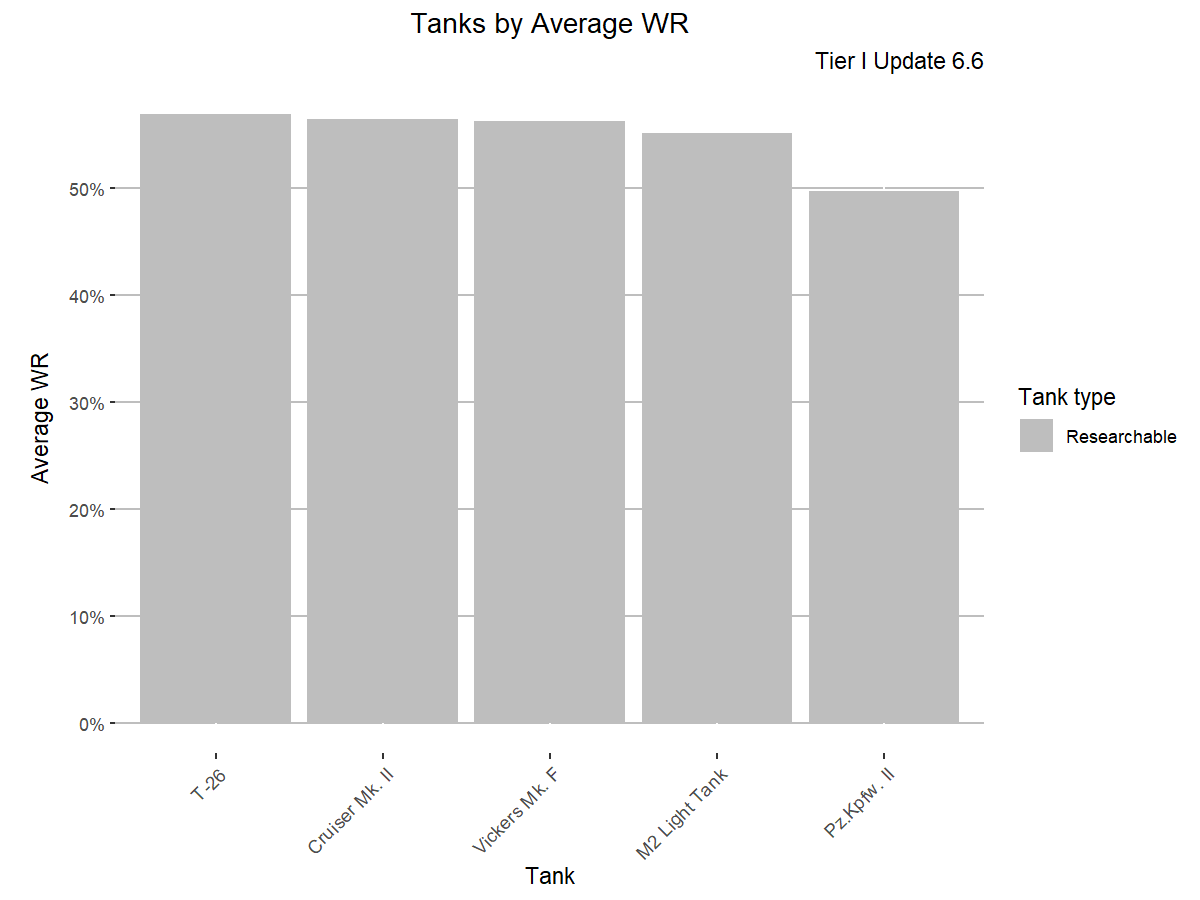 Tanks by Average WR
Tier I Update 6.6
Average WR
50%
40%
30%
20%
10%
0%
T-26
Cruiser Mk. II
Vickers Mk. F
M2 Light Tank
Pz.Kpfw. II
Tank
Tank type
Researchable